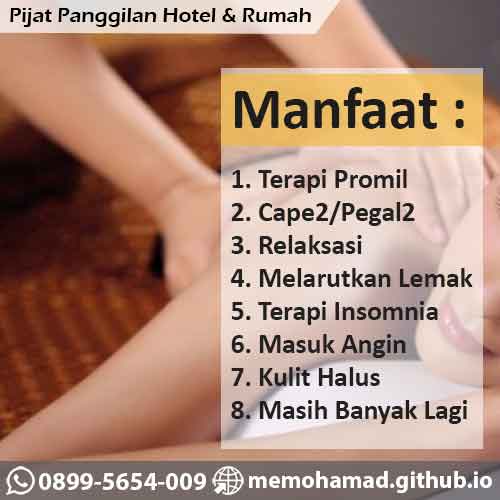 Pijat Panggilan Hotel & Rumah
Manfaat :
1. Terapi Promil
2. Cape2/Pegal2
3. Relaksasi
4. Melarutkan Lemak
5. Terapi Insomnia
6. Masuk Angin
7. Kulit Halus
8. Masih Banyak Lagi
0899-5654-009 memohamad.github.io